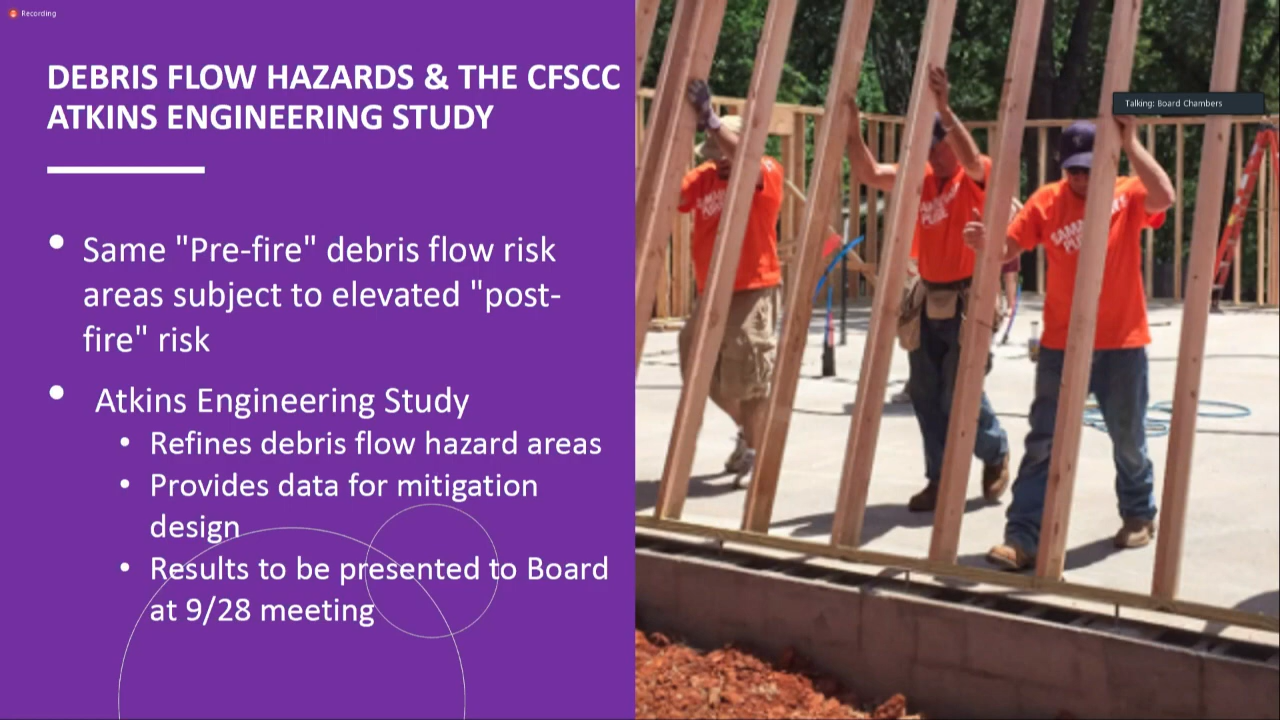 Recording
DEBRIS FLOW HAZARDS & THE CFSCC
ATKINS ENGINEERING STUDY
Same "Pre-fire" debris flow risk
areas subject to elevated "post-
fire" risk
Atkins Engineering Study
Refines debris flow hazard areas
Provides data for mitigation
design
Results to be presented to Board
at 9/28 meeting
Talking: Board Chambers